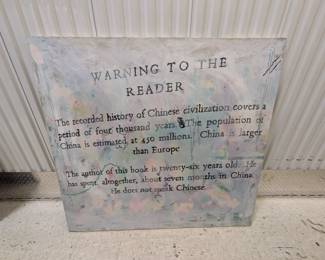 WARNING TO THE
READER
The recorded history of Chinese civilization covers a
period of four thousand years. The population of
China is estimated at 450 millions. China is larger
than Europe
The author of this book is twenty-six years old. He
has spent, altogether, about seven months in China.
He does not speak Chinese.